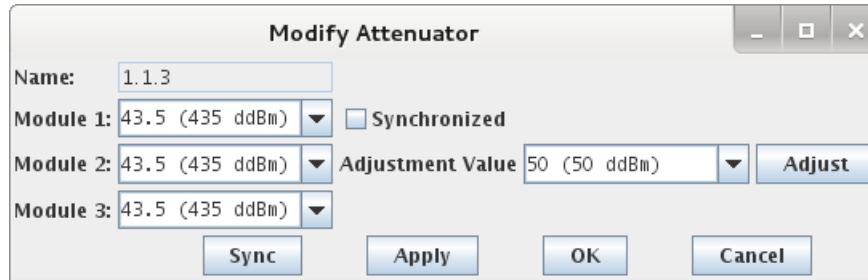 Modify Attenuator
Name: 1.1.3
Module 1: 43.5 (435 ddBm) Synchronized
Module 2: 43.5 (435 ddBm) Adjustment Value 50 (50 ddBm) Adjust
Module 3: 43.5 (435 ddBm)
Sync Apply OK Cancel